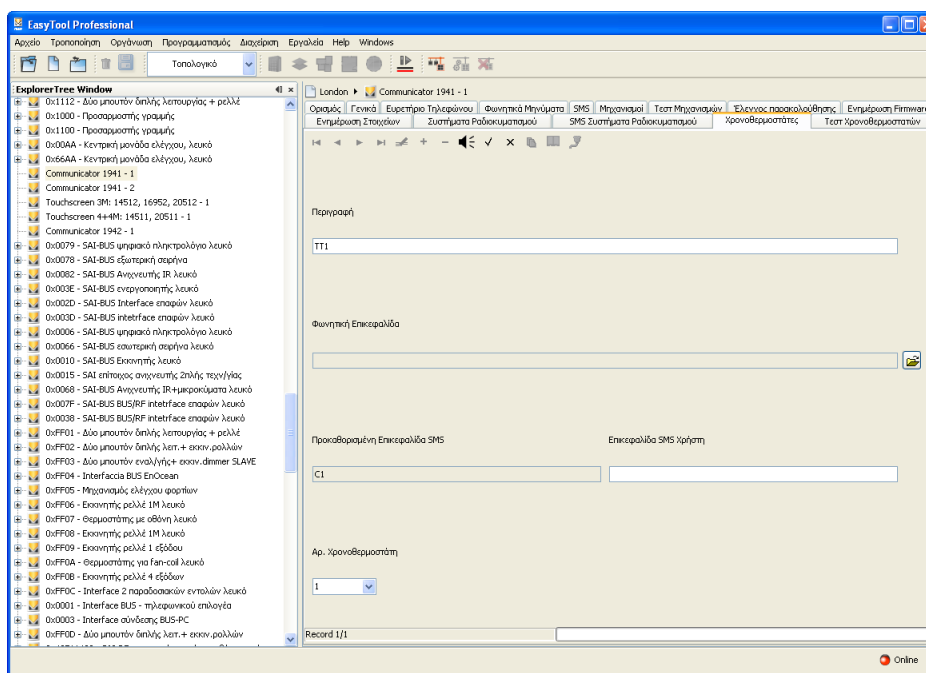 EasyTool Professional
Αρχείο Τροποποίηση Οργάνωση Προγραμματισμός Διαχείριση Εργαλεία Help Windows
Τοπολογικό
ExplorerTree Window
0x1112 - Δύο μπουτόν διπλής λειτουργίας + ρελλέ
0x1000 - Προσαρμοστής γραμμής
0x1100 - Προσαρμοστής γραμμής
0x00AA - Κεντρική μονάδα ελέγχου, λευκό
0x66AA - Κεντρική μονάδα ελέγχου, λευκό
Communicator 1941 - 1
Communicator 1941 - 2
Touchscreen 3M: 14512, 16952, 20512 - 1
Touchscreen 4+4M: 14511, 20511 - 1
Communicator 1942 - 1
0x0079 - SAI-BUS ψηφιακό πληκτρολόγιο λευκό
0x0078 - SAI-BUS εξωτερική σειρήνα
0x0082 - SAI-BUS Ανιχνευτής IR λευκό
0x003E - SAI-BUS ενεργοποιητής λευκό
0x002D - SAI-BUS Interface επαφών λευκό
0x003D - SAI-BUS intetrface επαφών λευκό
0x0006 - SAI-BUS ψηφιακό πληκτρολόγιο λευκό
0x0066 - SAI-BUS εσωτερική σειρήνα λευκό
0x0010 - SAI-BUS Εκκινητής λευκό
0x0015 - SAI επίτοιχος ανιχνευτής 2πλής τεχν/γίας
0x0068 - SAI-BUS Ανιχνευτής IR+μικροκύματα λευκό
0x007F - SAI-BUS BUS/RF intetrface επαφών λευκό
0x0038 - SAI-BUS BUS/RF intetrface επαφών λευκό
0xFF01 - Δύο μπουτόν διπλής λειτουργίας + ρελλέ
0xFF02 - Δύο μπουτόν διπλής λειτ.+ εκκιν.ρολλών
0xFF03 - Δύο μπουτόν εναλ/γής+ εκκιν.dimmer SLAVE
0xFF04 - Interfaccia BUS EnOcean
0xFF05 - Μηχανισμός ελέγχου φορτίων
0xFF06 - Εκκινητής ρελλέ 1M λευκό
0xFF07 - Θερμοστάτης με οθόνη λευκό
0xFF08 - Εκκινητής ρελλέ 1M λευκό
0xFF09 - Εκκινητής ρελλέ 1 εξόδου
0xFF0A - Θερμοστάτης για fan-coil λευκό
0xFF0B - Εκκινητής ρελλέ 4 εξόδων
0xFF0C - Interface 2 παραδοσιακών εντολών λευκό
0x0001 - Interface BUS - τηλεφωνικού επιλογέα
0x0003 - Interface σύνδεσης BUS-PC
0xFF0D - Δύο μπουτόν διπλής λειτ.+ εκκιν.ρολλών
London Communicator 1941 - 1
Ορισμός Γενικά Ευρετήριο Τηλεφώνου Φωνητικά Μηνύματα SMS Μηχανισμοί Τεστ Μηχανισμών Έλεγχος παρακολούθησης Ενημέρωση Firmware
Ενημέρωση Στοιχείων Συστήματα Ραδιοκυματισμού SMS Συστήματα Ραδιοκυματισμού Χρονοθερμοστάτες Τεστ Χρονοθερμοστατών
Περιγραφή
TT1
Φωνητική Επικεφαλίδα
Προκαθορισμένη Επικεφαλίδα SMS Επικεφαλίδα SMS Χρήστη
C1
Αρ. Χρονοθερμοστάτη
1
Record 1/1
Online